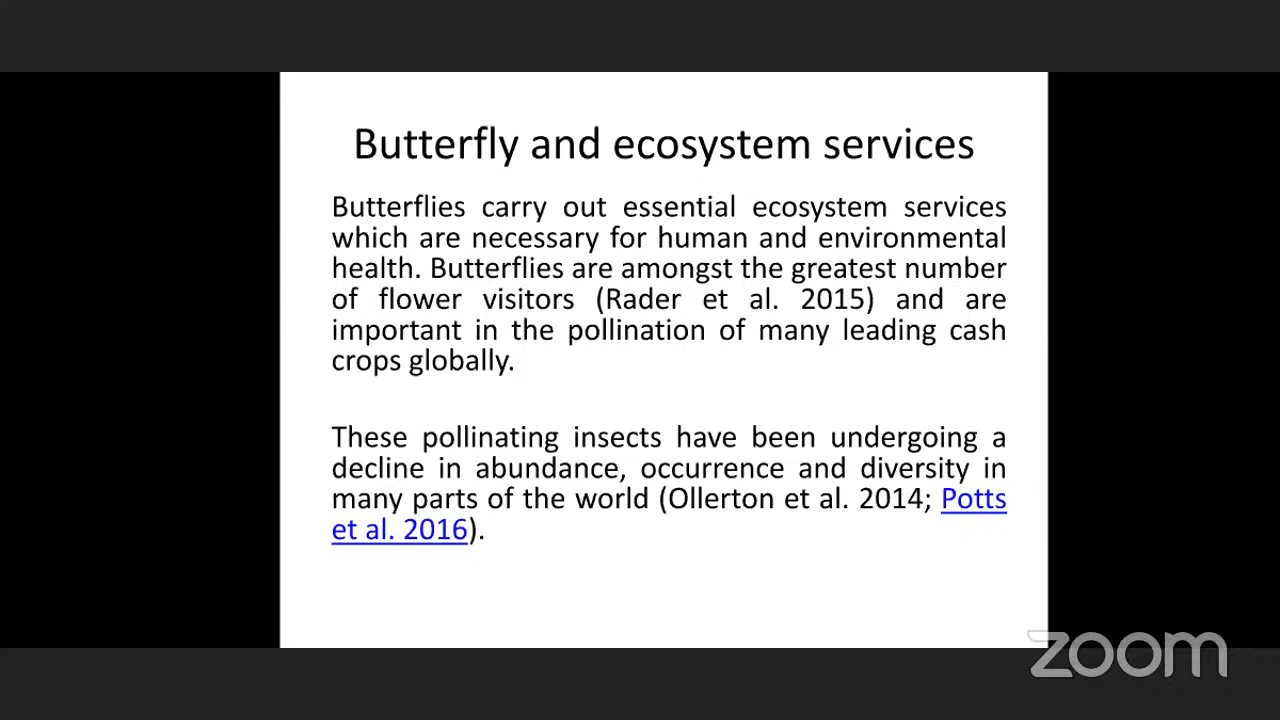 Butterfly and ecosystem services
Butterflies carry out essential ecosystem services
which are necessary for human and environmental
health. Butterflies are amongst the greatest number
of flower visitors (Rader et al. 2015) and are
important in the pollination of many leading cash
crops globally.
These pollinating insects have been undergoing a
decline in abundance, occurrence and diversity in
many parts of the world (Ollerton et al. 2014; Potts
et al. 2016).
zoom